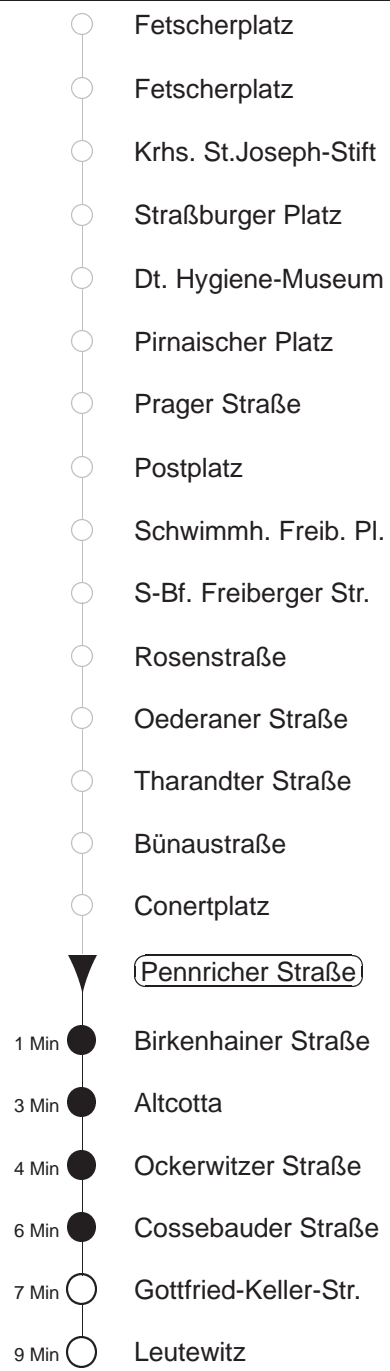 Fetscherplatz
Fetscherplatz
Krhs. St.Joseph-Stift
Straßburger Platz
Dt. Hygiene-Museum
Pirnaischer Platz
Prager Straße
Postplatz
Schwimmh. Freib. Pl.
S-Bf. Freiberger Str.
Rosenstraße
Oederaner Straße
Tharandter Straße
Bünaustraße
Conertplatz
Pennricher Straße
1 Min Birkenhainer Straße
3 Min Altcotta
4 Min Ockerwitzer Straße
6 Min Cossebauder Straße
7 Min Gottfried-Keller-Str.
9 Min Leutewitz